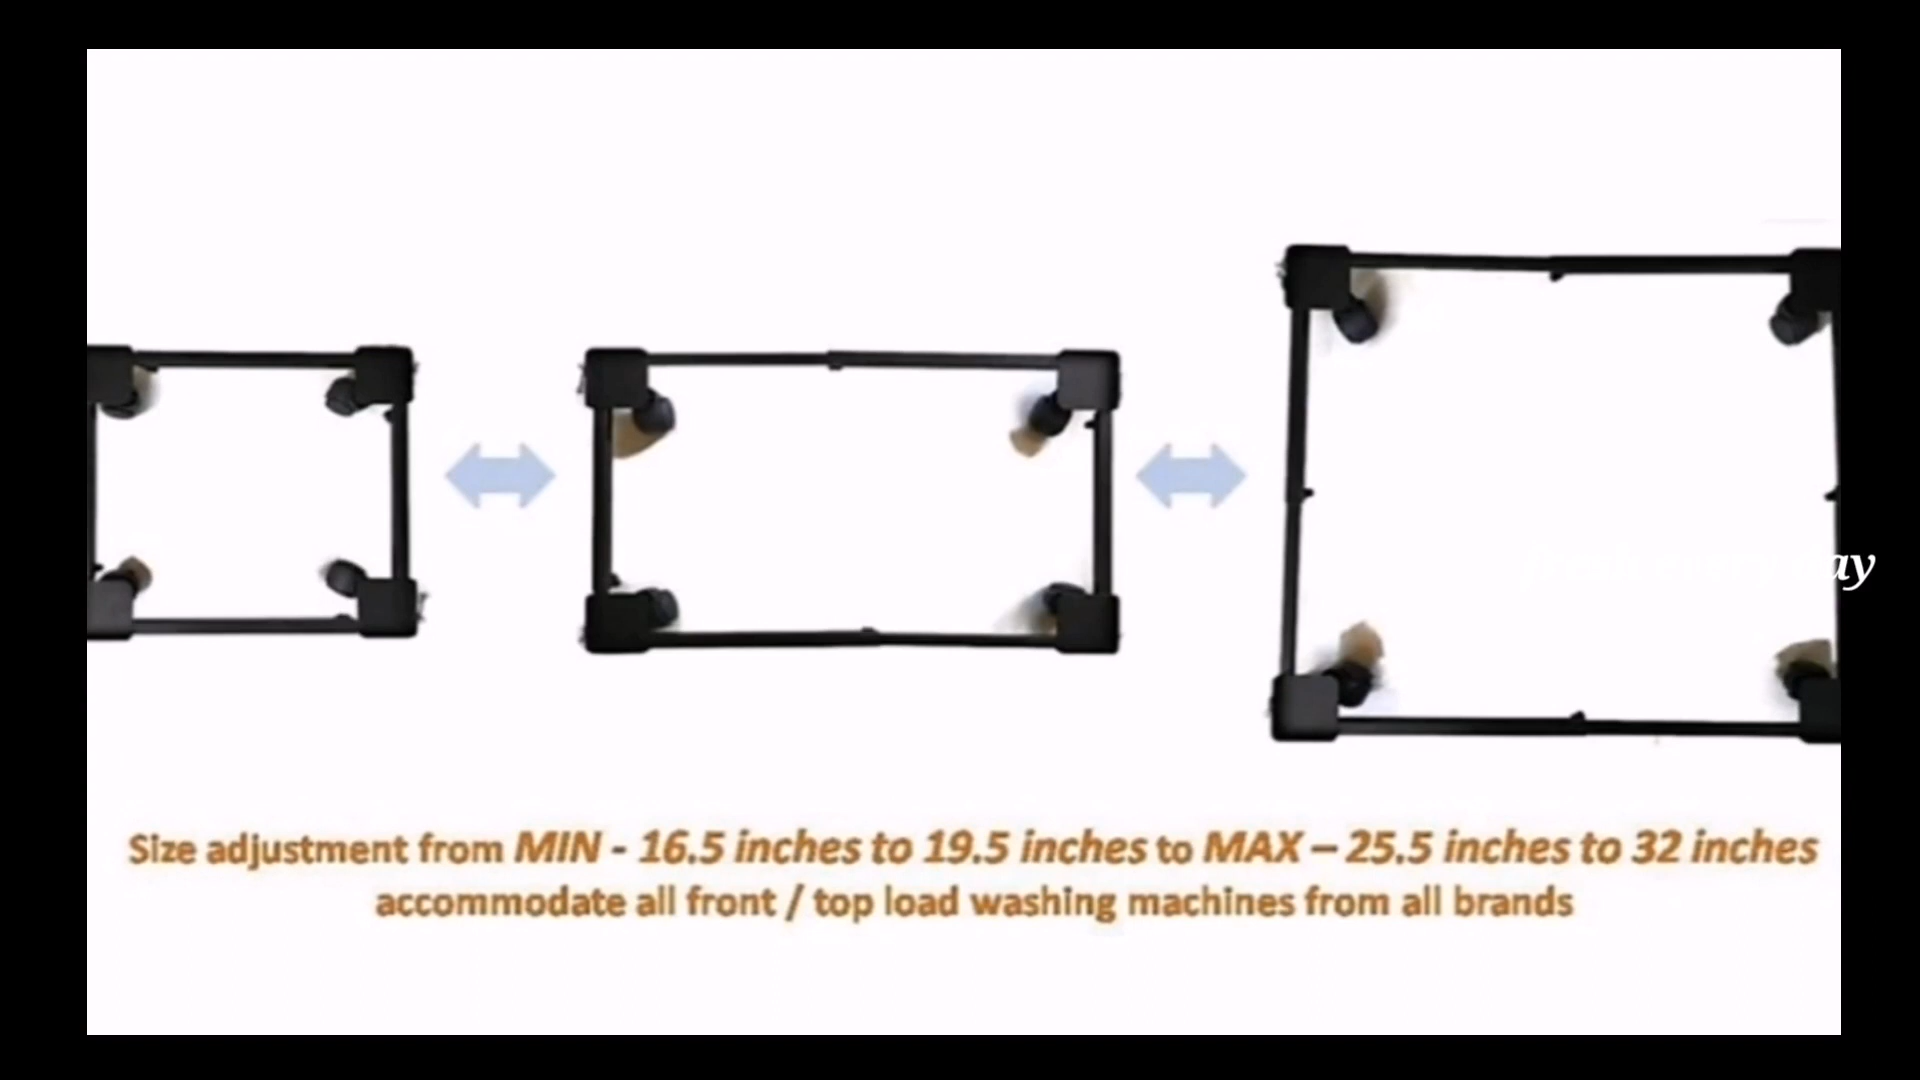 Size adjustment from MIN - 16.5 inches to 19.5 inches to MAX – 25.5 inches to 32 inches
accommodate all front / top load washing machines from all brands